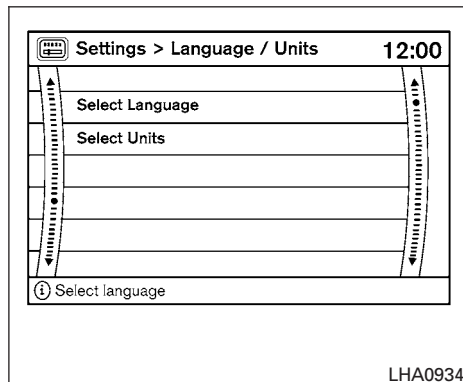 Settings > Language / Units 12:00
Select Language
Select Units
i Select language
LHA0934